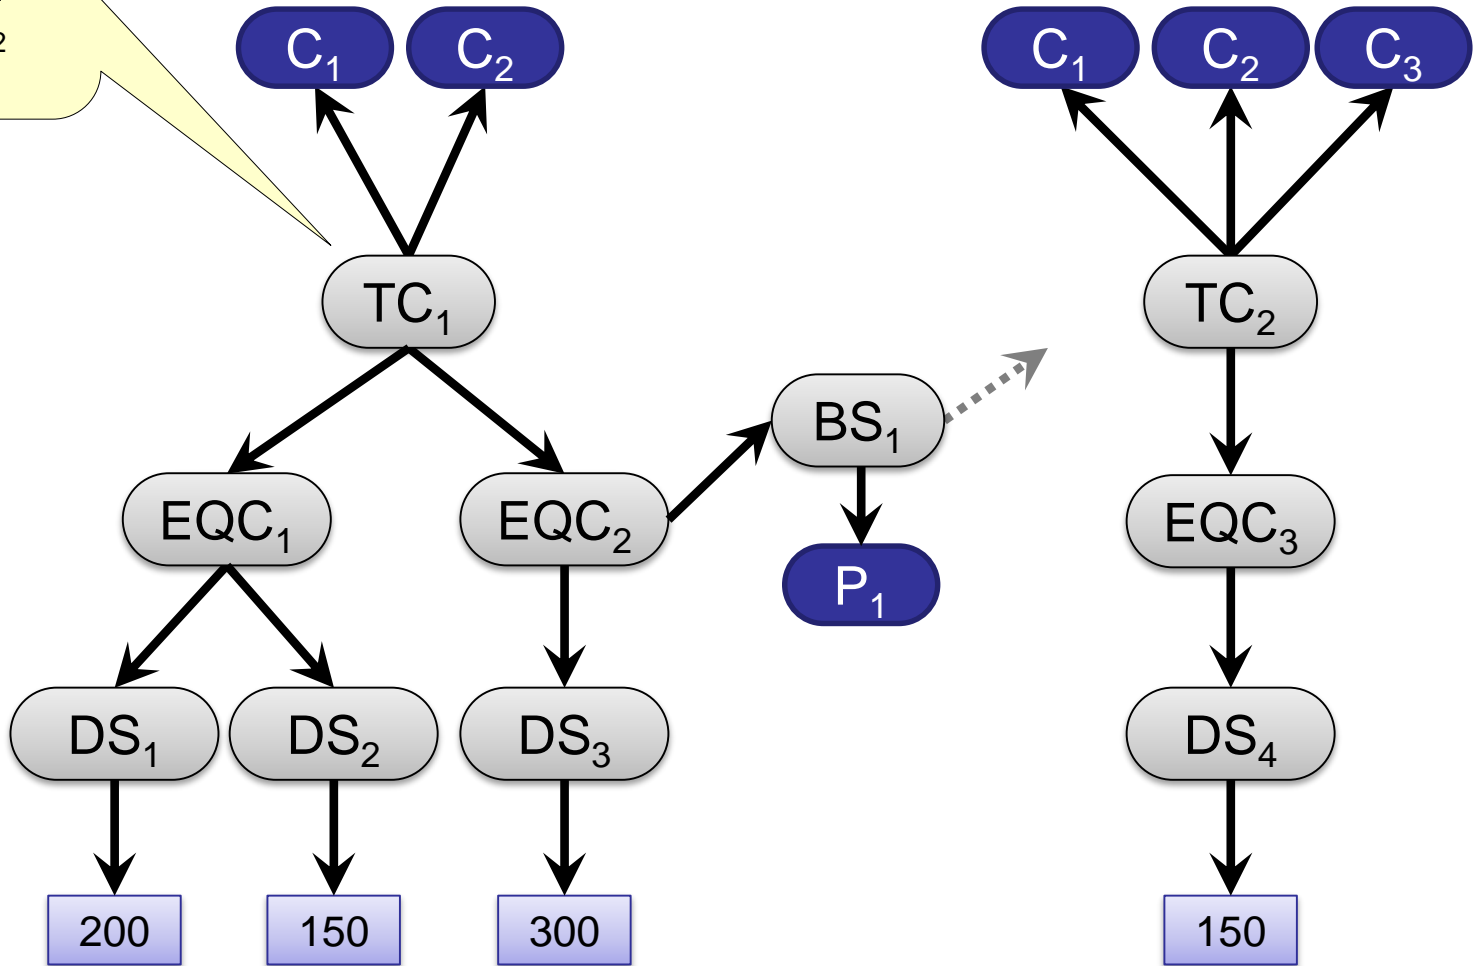 2
C1 C2 C1 C2 C3
TC1 TC2
BS1
EQC1 EQC2 EQC3
P1
DS1 DS2 DS3 DS4
200 150 300 150